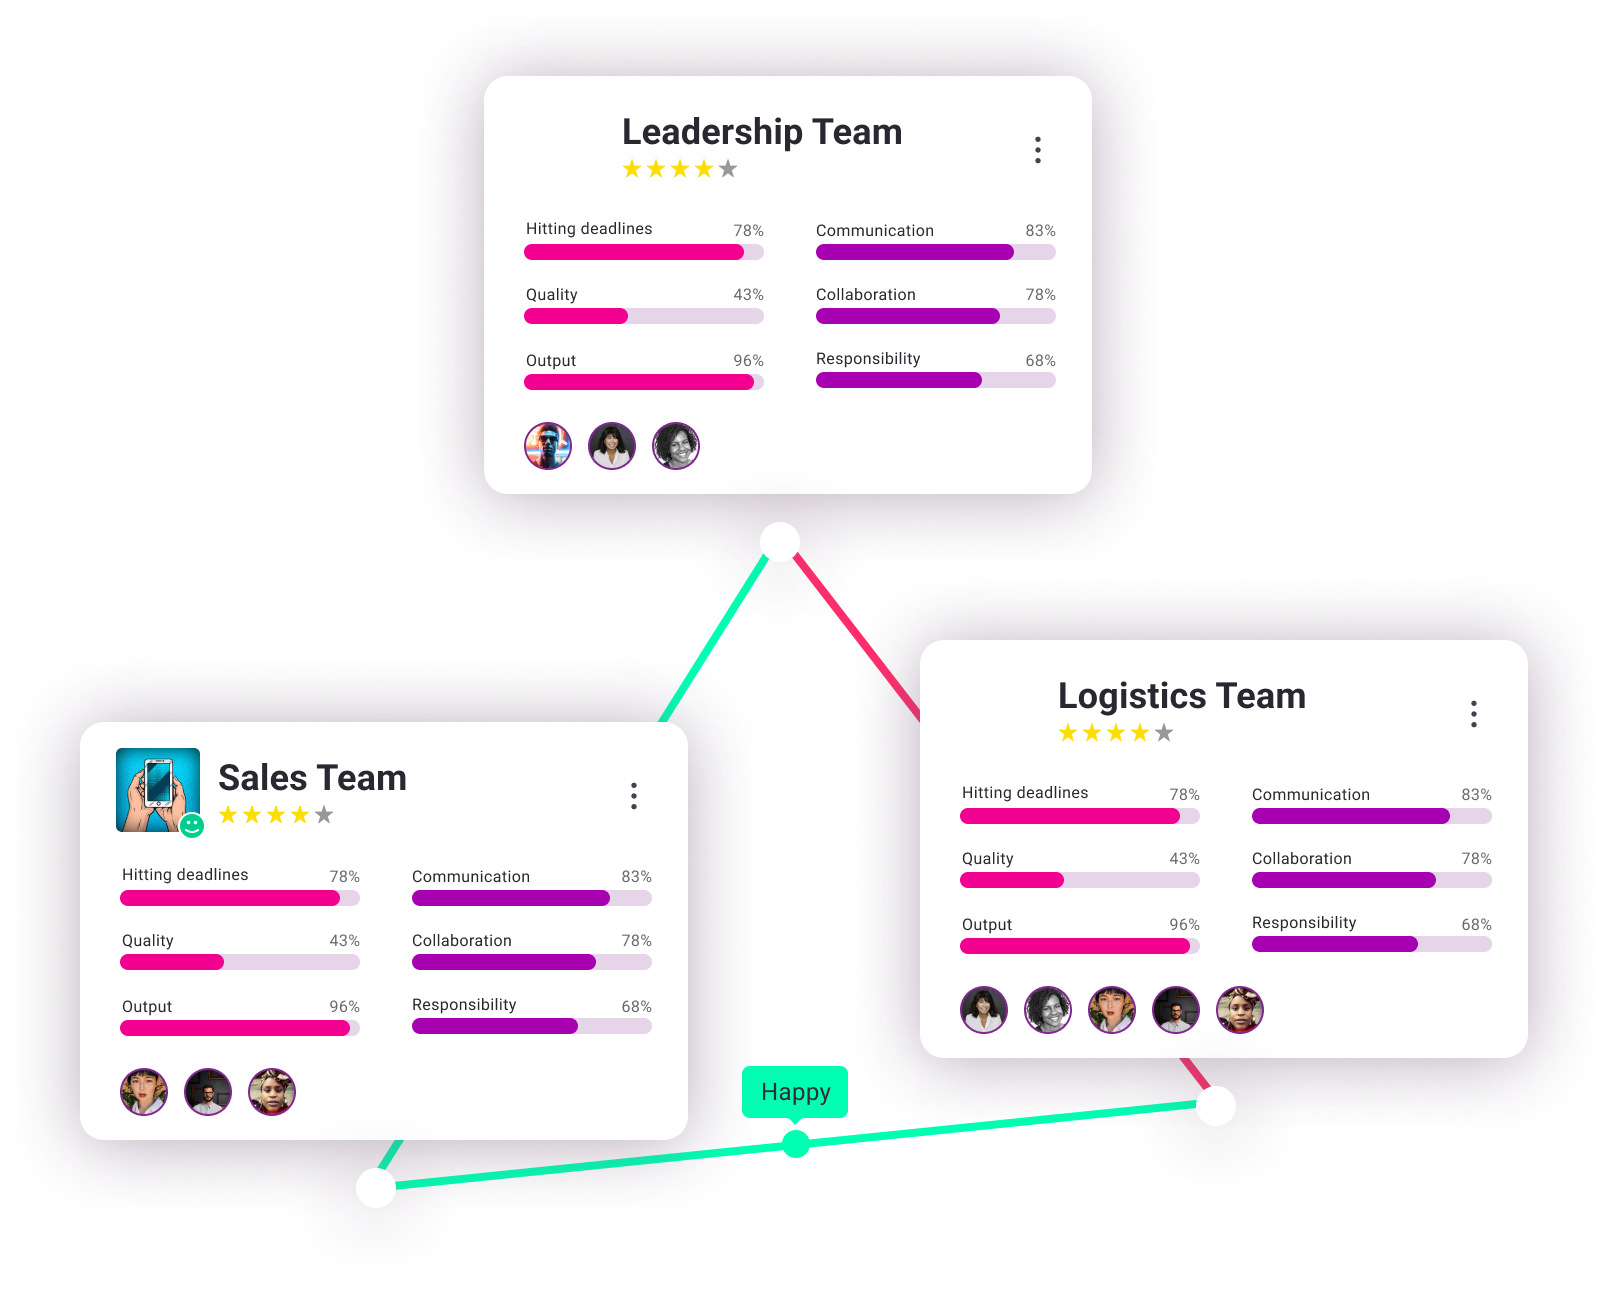 Leadership Team
Hitting deadlines 78%
Communication 83%
Quality 43%
Collaboration 78%
Output 96%
Responsibility 68%
Logistics Team
Hitting deadlines 78%
Communication 83%
Quality 43%
Collaboration 78%
Output 96%
Responsibility 68%
Sales Team
Hitting deadlines 78%
Communication 83%
Quality 43%
Collaboration 78%
Output 96%
Responsibility 68%
Happy